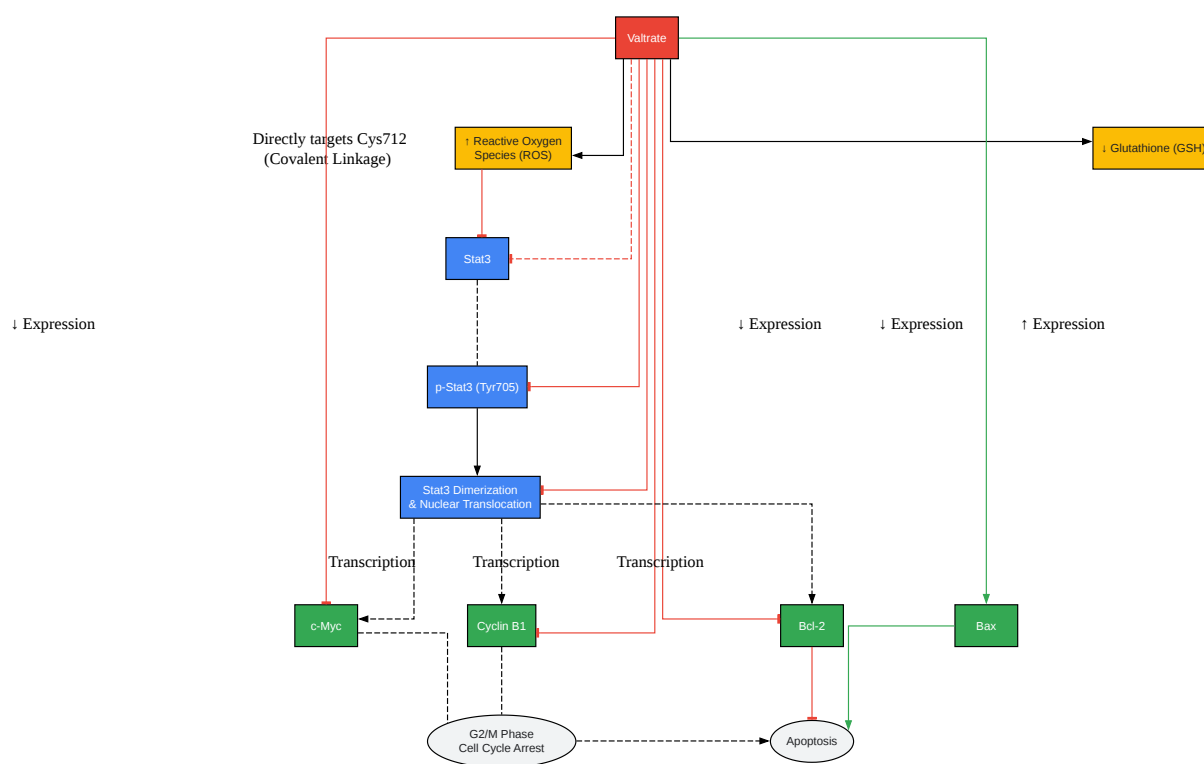 Valtrate
Directly targets Cys712
(Covalent Linkage)
↑ Reactive Oxygen
Species (ROS)
↓ Glutathione (GSH)
Stat3
↓ Expression
↓ Expression
↓ Expression
↑ Expression
p-Stat3 (Tyr705)
Stat3 Dimerization
& Nuclear Translocation
Transcription
Transcription
Transcription
c-Myc
Cyclin B1
Bcl-2
Bax
G2/M Phase
Cell Cycle Arrest
Apoptosis